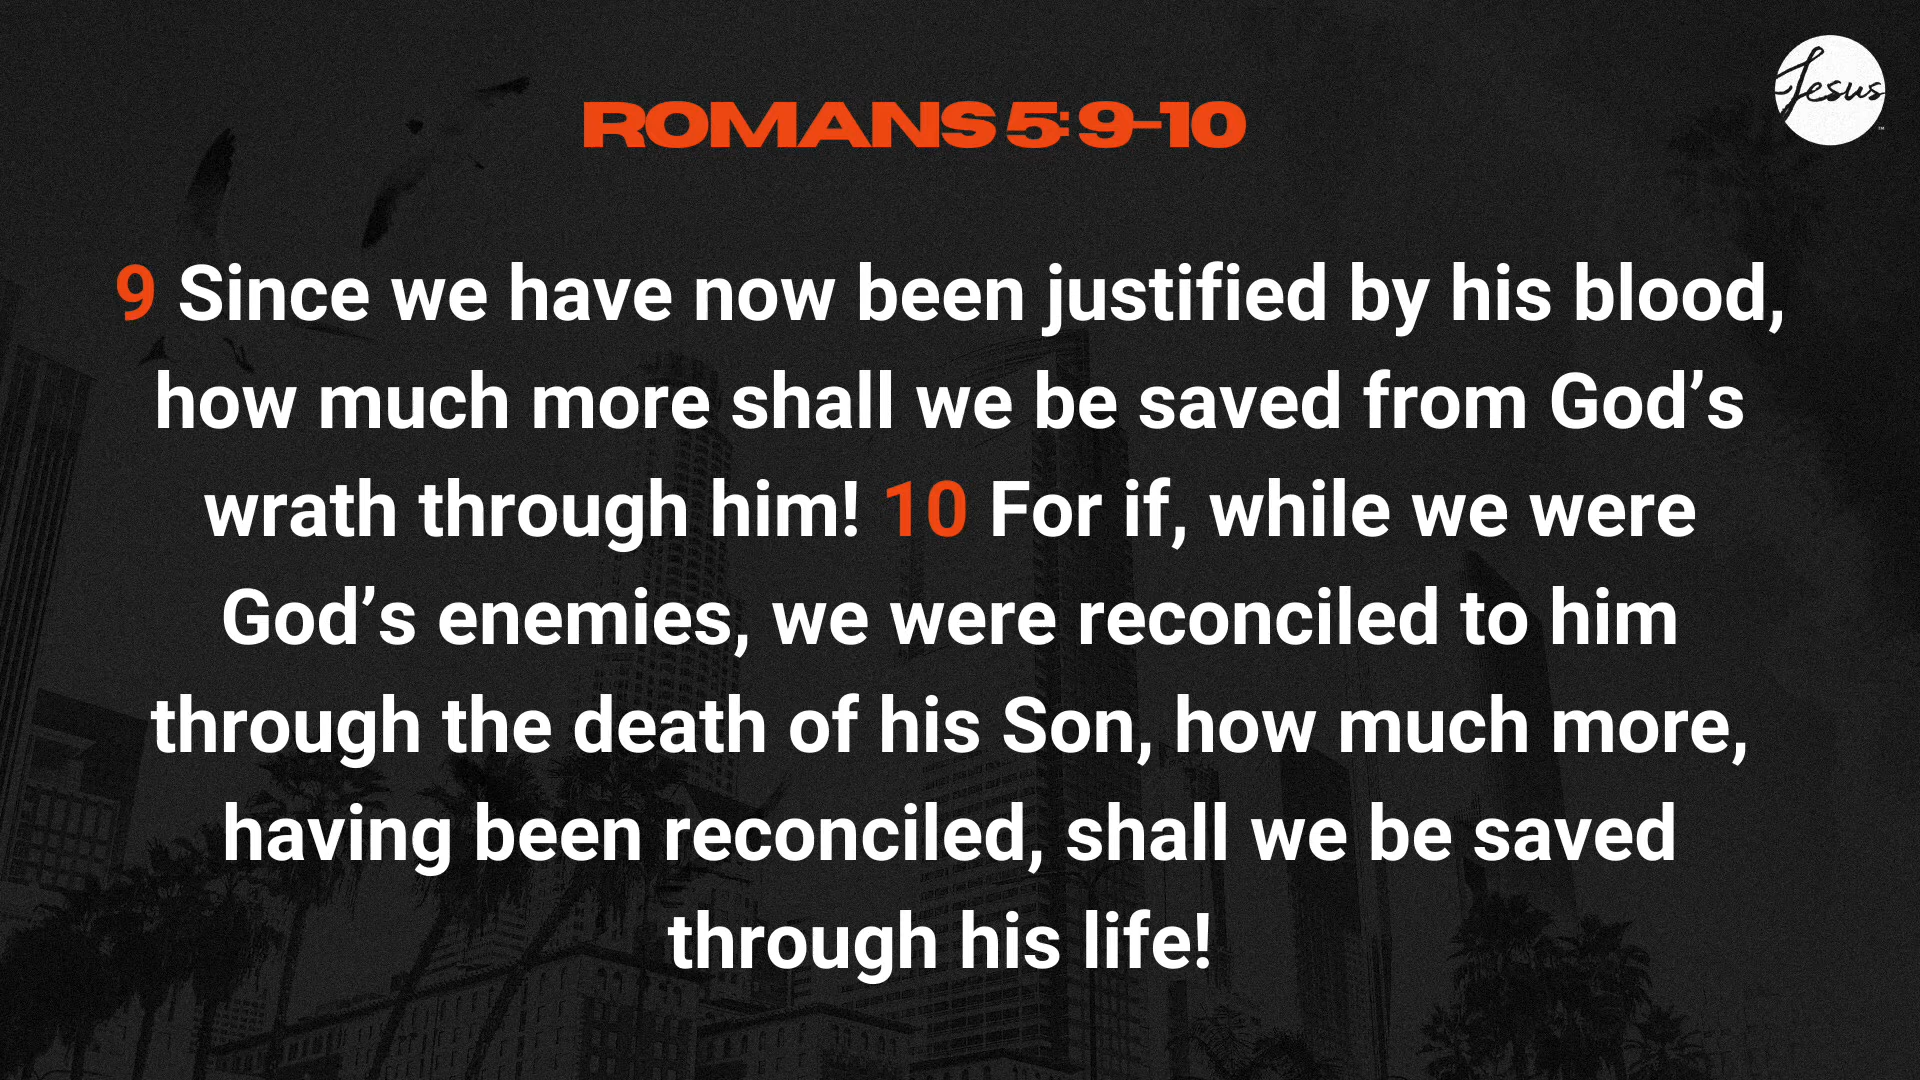 Jesus
™
ROMANS 5: 9-10
9 Since we have now been justified by his blood,
how much more shall we be saved from God’s
wrath through him! 10 For if, while we were
God’s enemies, we were reconciled to him
through the death of his Son, how much more,
having been reconciled, shall we be saved
through his life!